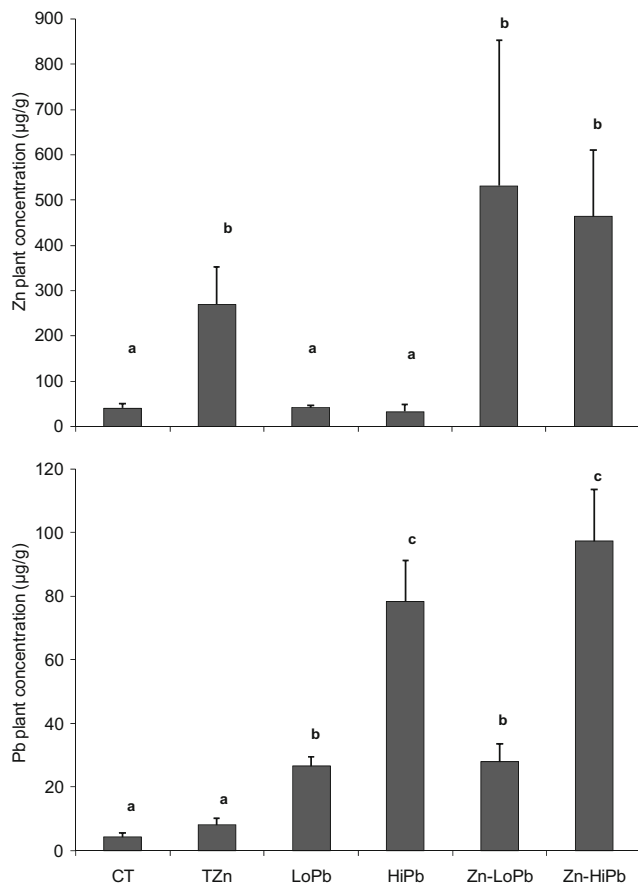 Zn plant concentration (µg/g)
900
800
700
600
500
400
300
200
100
0
a
b
a
a
b
b
Pb plant concentration (µg/g)
120
100
80
60
40
20
0
a
a
b
c
b
c
CT TZn LoPb HiPb Zn-LoPb Zn-HiPb